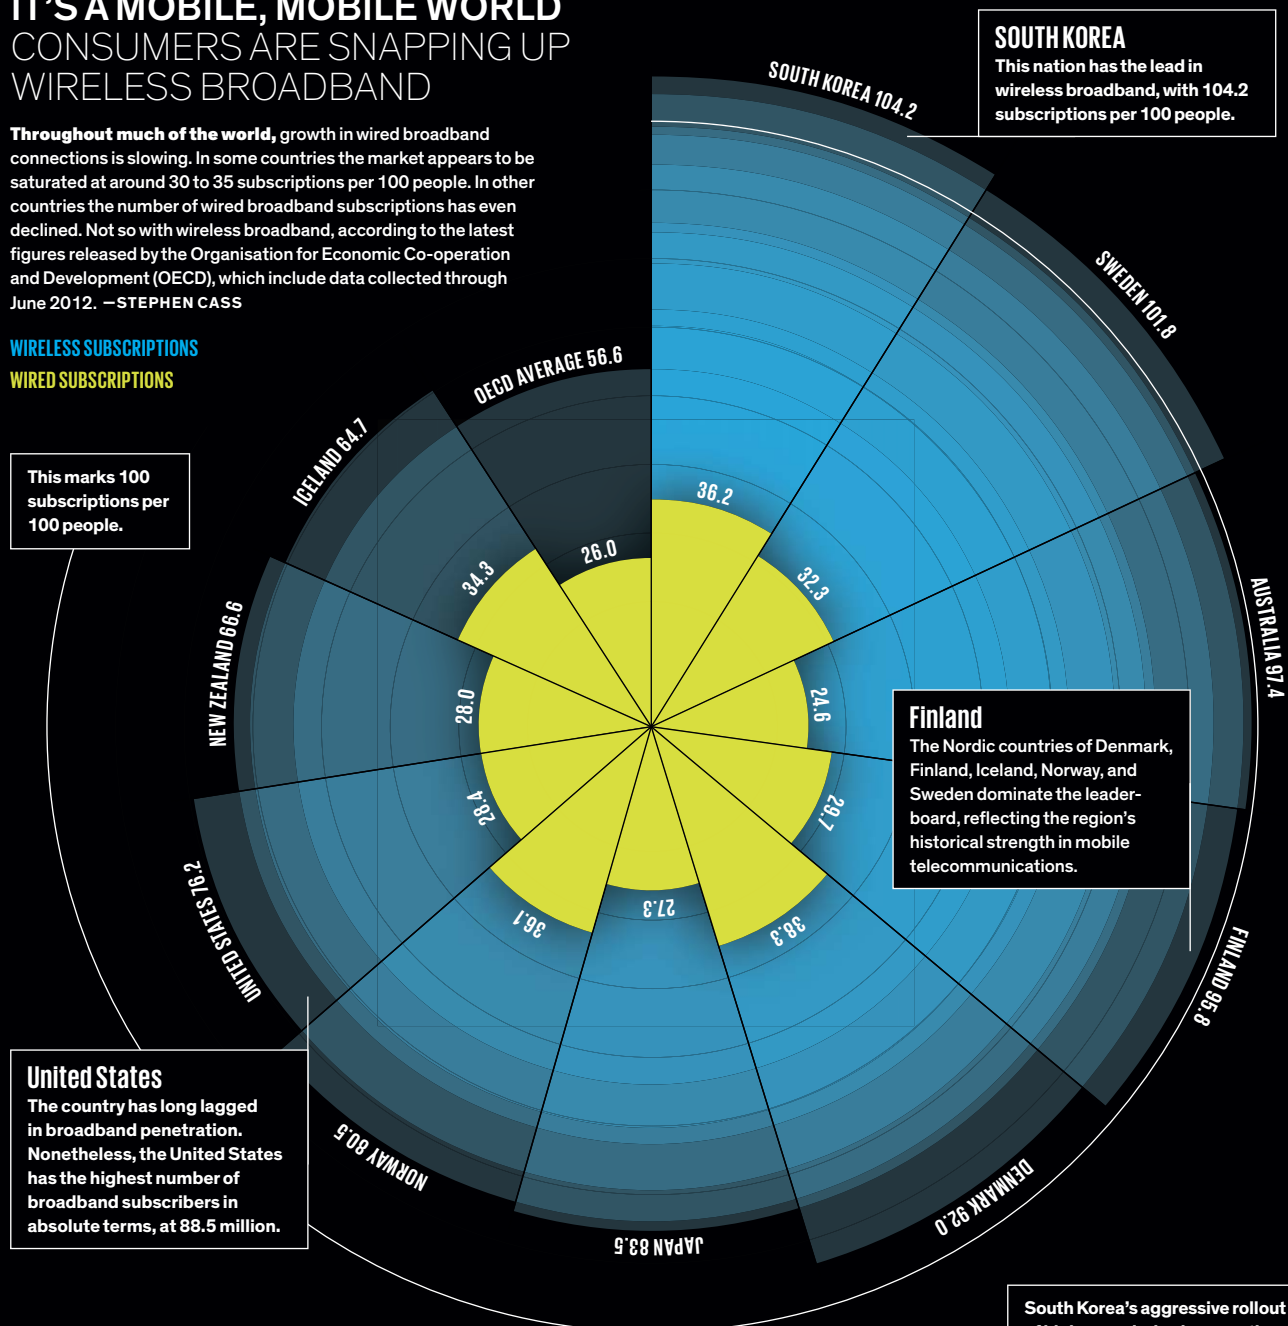 IT'S A MOBILE, MOBILE WORLD
CONSUMERS ARE SNAPPING UP
WIRELESS BROADBAND
Throughout much of the world, growth in wired broadband
connections is slowing. In some countries the market appears to be
saturated at around 30 to 35 subscriptions per 100 people. In other
countries the number of wired broadband subscriptions has even
declined. Not so with wireless broadband, according to the latest
figures released by the Organisation for Economic Co-operation
and Development (OECD), which include data collected through
June 2012. —STEPHEN CASS
WIRELESS SUBSCRIPTIONS
WIRED SUBSCRIPTIONS
This marks 100
subscriptions per
100 people.
SOUTH KOREA
This nation has the lead in
wireless broadband, with 104.2
subscriptions per 100 people.
SOUTH KOREA 104.2
36.2
SWEDEN 101.8
32.3
AUSTRALIA 97.4
24.6
Finland
The Nordic countries of Denmark,
Finland, Iceland, Norway, and
Sweden dominate the leader-
board, reflecting the region's
historical strength in mobile
telecommunications.
FINLAND 95.8
29.7
DENMARK 92.0
38.3
JAPAN 83.5
27.3
NORWAY 80.5
36.1
UNITED STATES 76.2
28.4
NEW ZEALAND 66.6
28.0
ICELAND 64.7
34.3
OECD AVERAGE 56.6
26.0
United States
The country has long lagged
in broadband penetration.
Nonetheless, the United States
has the highest number of
broadband subscribers in
absolute terms, at 88.5 million.
South Korea's aggressive rollout